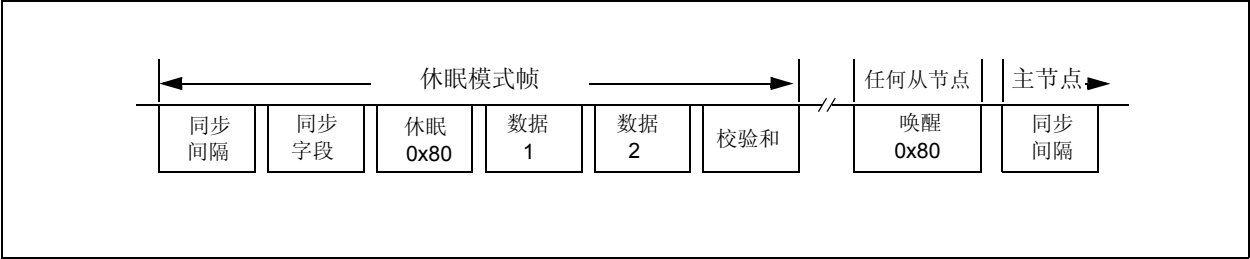 休眠模式帧
任何从节点
主节点
同步
间隔
同步
字段
休眠
0x80
数据
1
数据
2
校验和
唤醒
0x80
同步
间隔